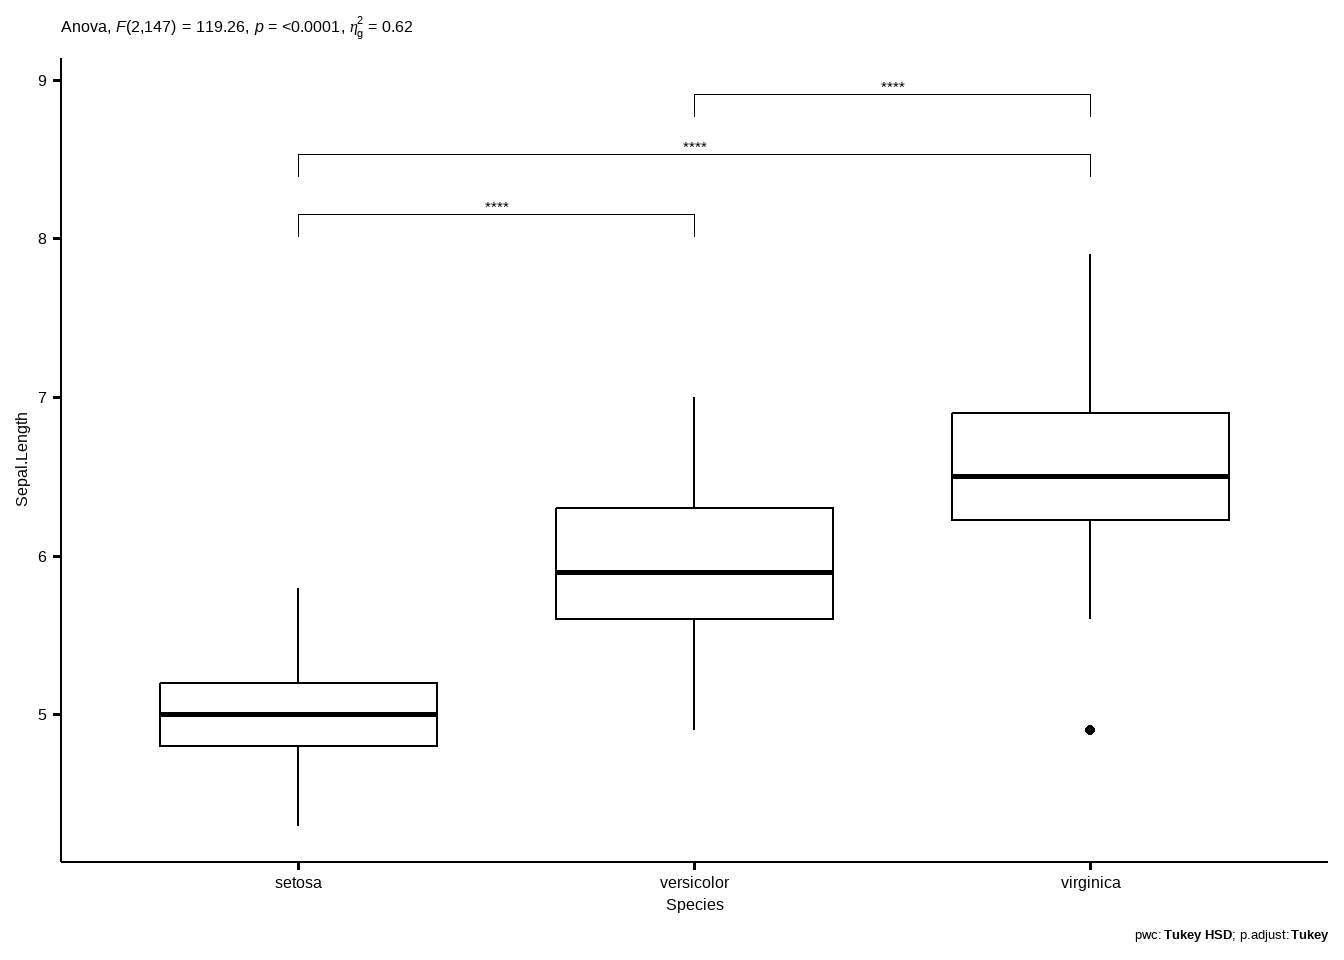 Anova, F(2,147) = 119.26, p = <0.0001, η²g = 0.62
9
****
****
****
8
7
Sepal.Length
6
5
setosa versicolor virginica
Species
pwc: Tukey HSD; p.adjust: Tukey